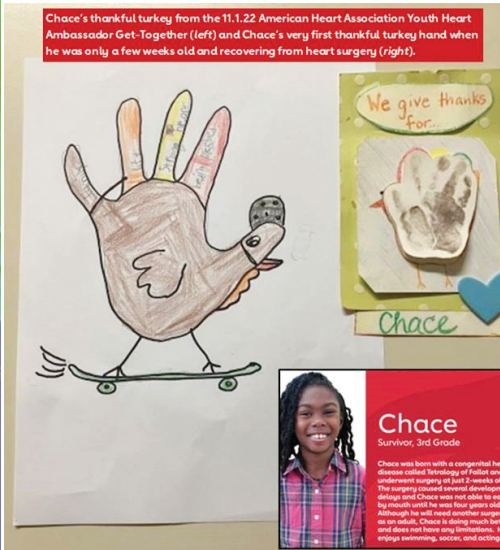 Chace's thankful turkey from the 11.1.22 American Heart Association Youth Heart
Ambassador Get-Together (left) and Chace's very first thankful turkey hand when
he was only a few weeks old and recovering from heart surgery (right).
We give thanks
for...
Chace
Chace
Survivor, 3rd Grade
Chace was born with a congenital he
disease called Tetralogy of Fallot and
underwent surgery at just 2-weeks o
The surgery caused several developm
delays and Chace was not able to ea
by mouth until he was four years old
Although he will need another surge
as an adult, Chace is doing much bet
and does not have any limitations. H
enjoys swimming, soccer, and acting